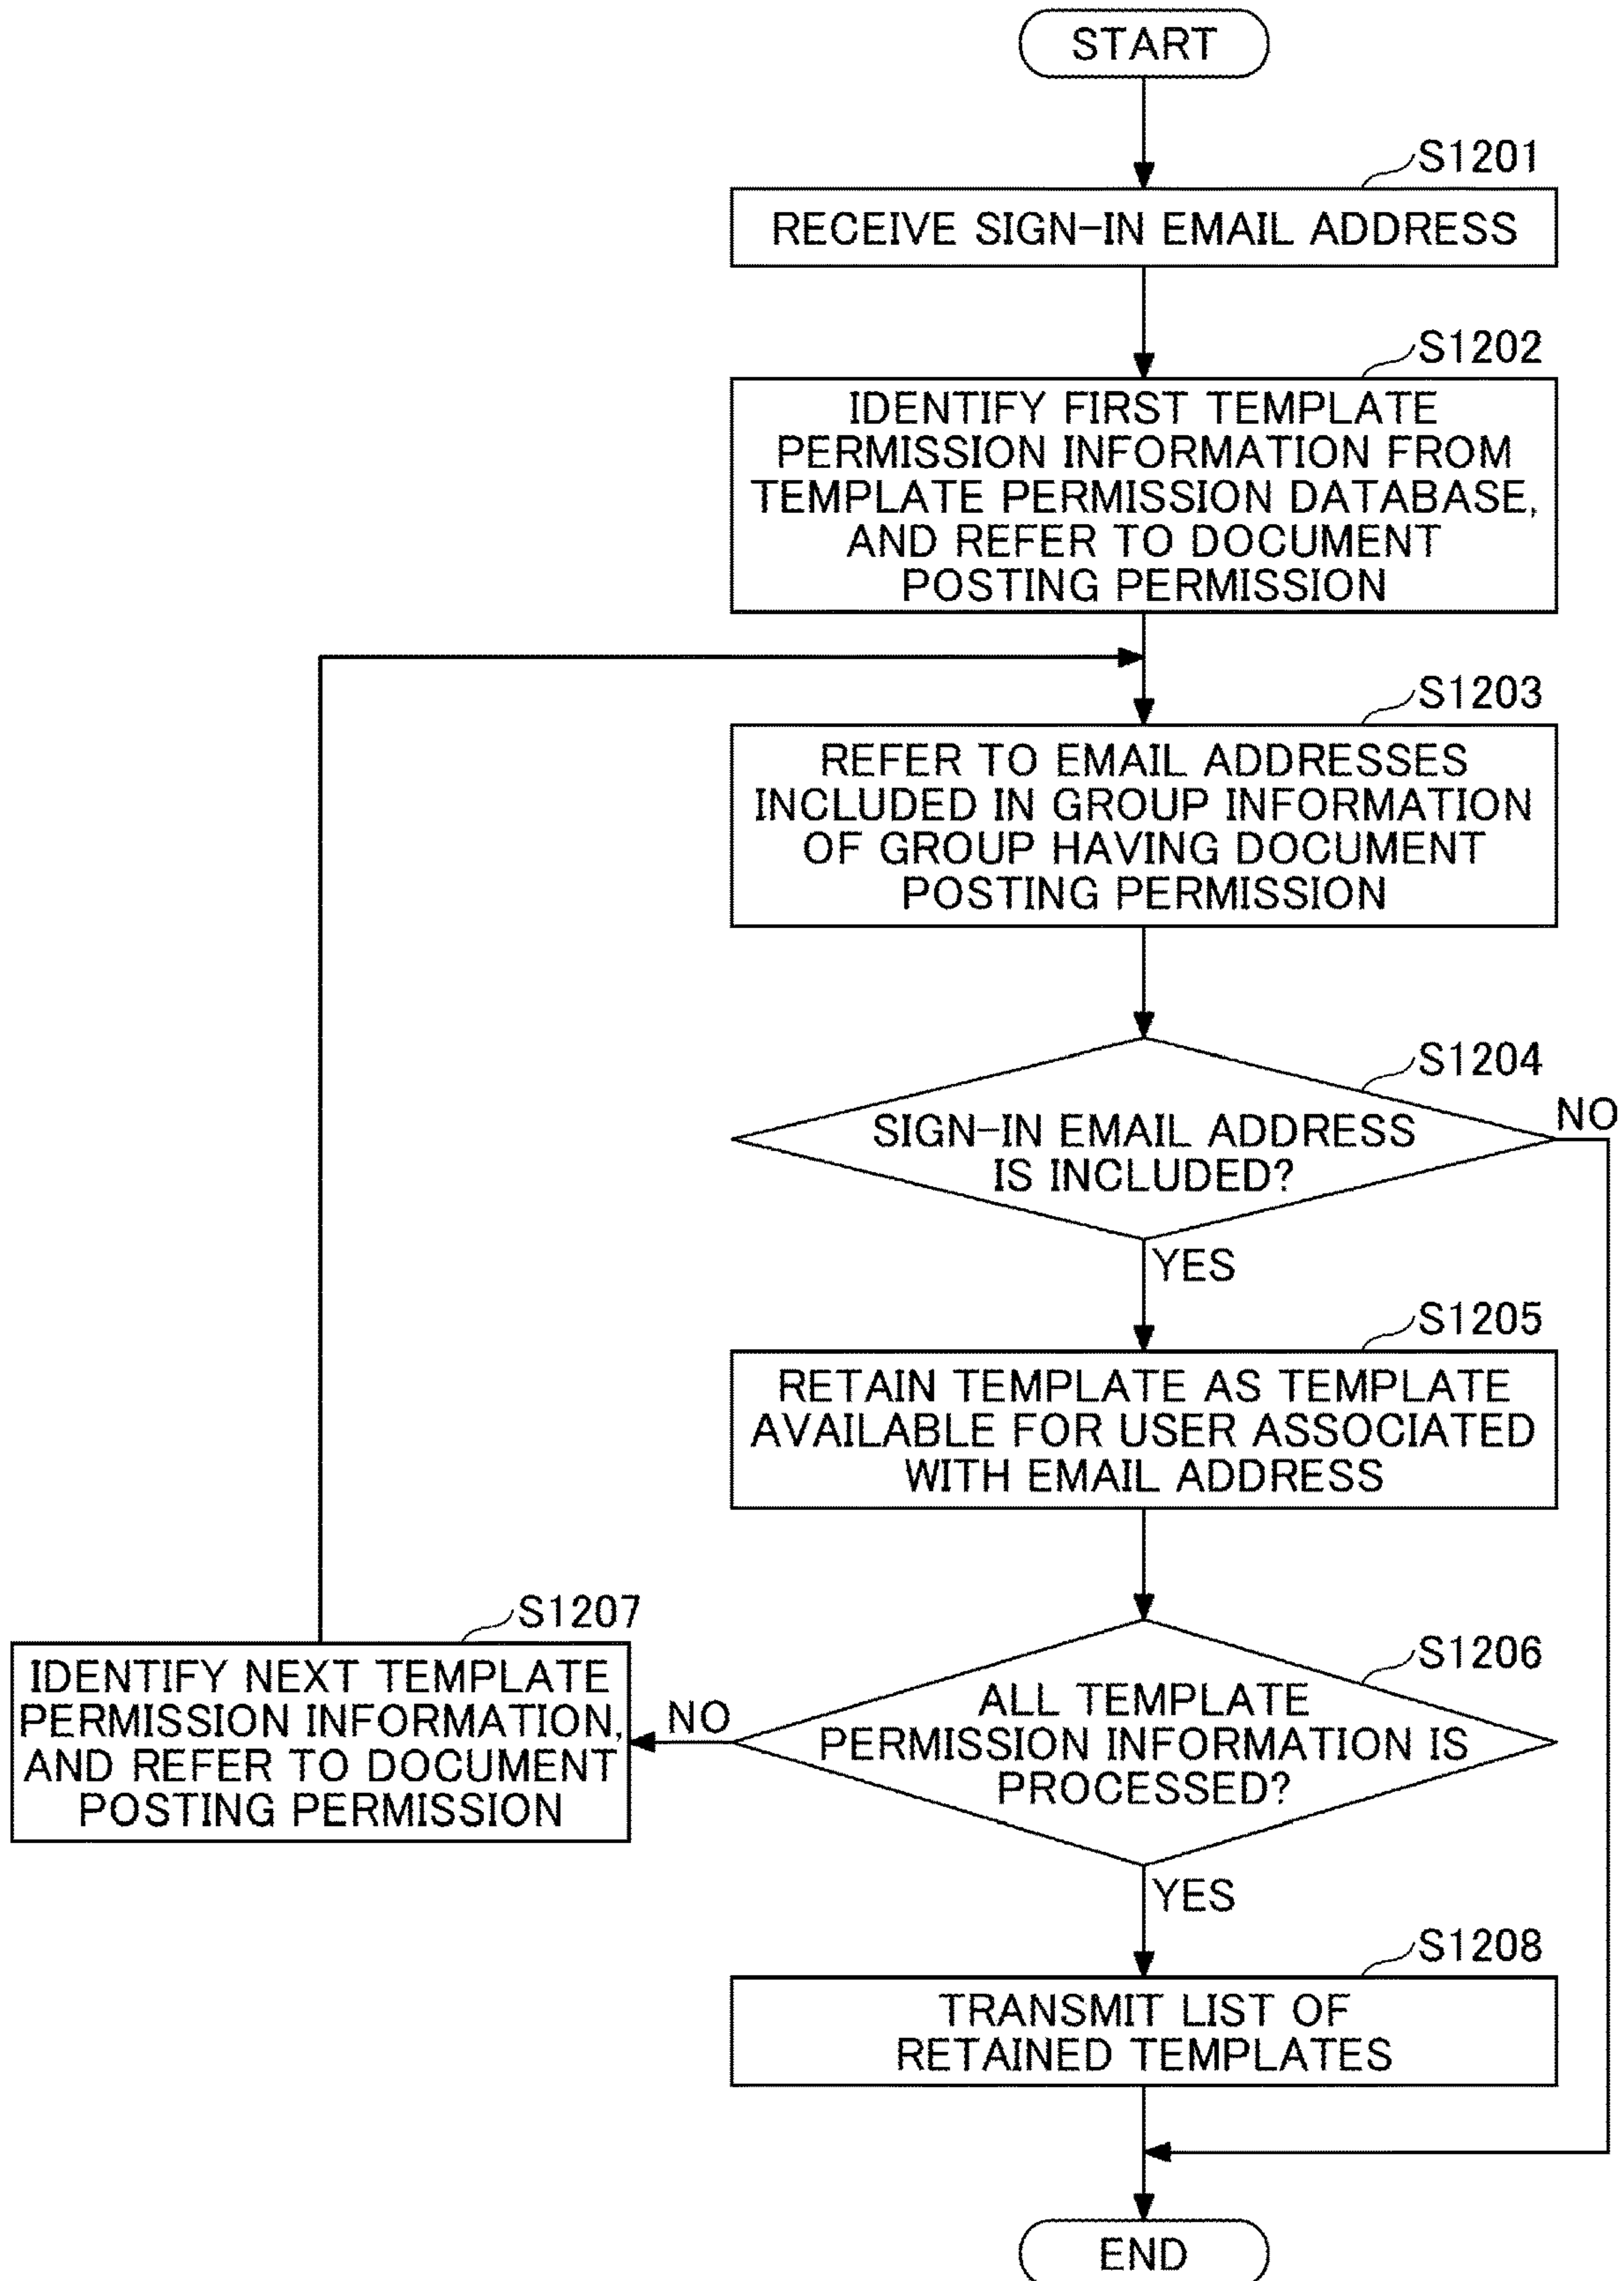 START
S1201
RECEIVE SIGN-IN EMAIL ADDRESS
S1202
IDENTIFY FIRST TEMPLATE
PERMISSION INFORMATION FROM
TEMPLATE PERMISSION DATABASE,
AND REFER TO DOCUMENT
POSTING PERMISSION
S1203
REFER TO EMAIL ADDRESSES
INCLUDED IN GROUP INFORMATION
OF GROUP HAVING DOCUMENT
POSTING PERMISSION
S1204
SIGN-IN EMAIL ADDRESS
IS INCLUDED?
NO
YES
S1205
RETAIN TEMPLATE AS TEMPLATE
AVAILABLE FOR USER ASSOCIATED
WITH EMAIL ADDRESS
S1206
ALL TEMPLATE
PERMISSION INFORMATION IS
PROCESSED?
NO
S1207
IDENTIFY NEXT TEMPLATE
PERMISSION INFORMATION,
AND REFER TO DOCUMENT
POSTING PERMISSION
YES
S1208
TRANSMIT LIST OF
RETAINED TEMPLATES
END